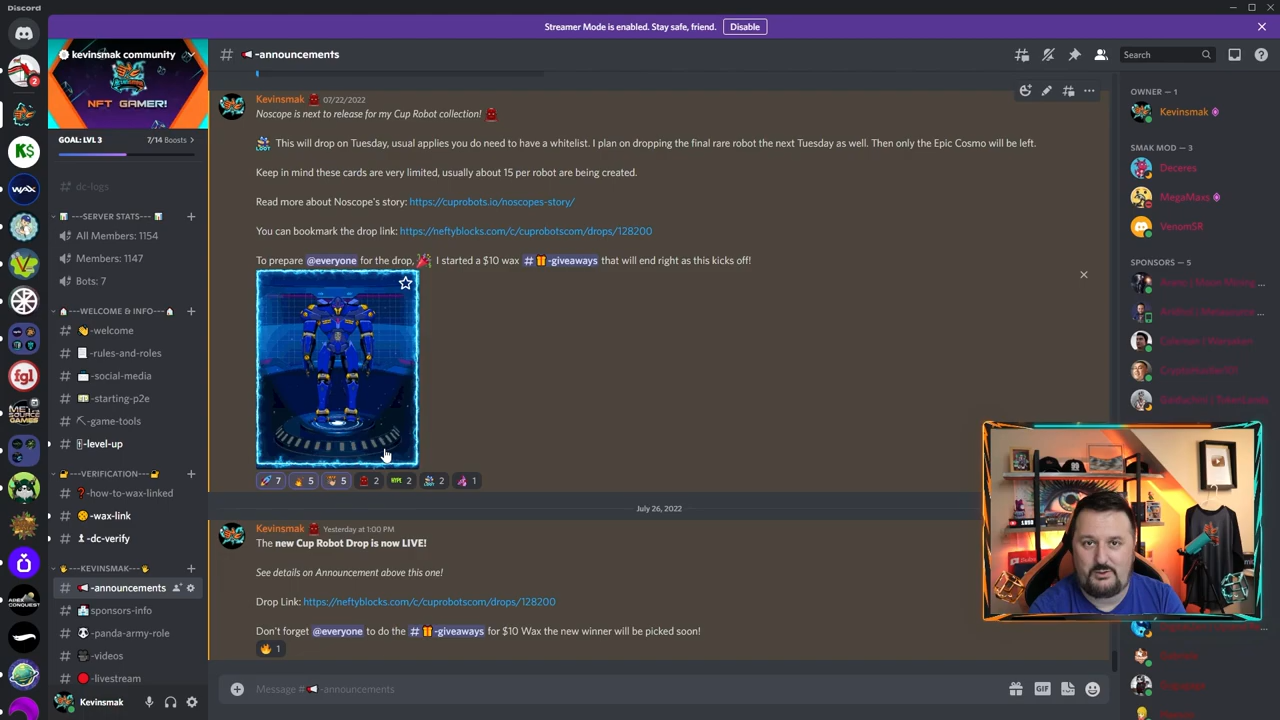 Discord
Streamer Mode is enabled. Stay safe, friend.
Disable
kevinsmak community
NFT GAMER!
GOAL: LVL 3
7/14 Boosts
dc-logs
---SERVER STATS---
All Members: 1154
Members: 1147
Bots: 7
---WELCOME & INFO---
-welcome
-rules-and-roles
-social-media
-starting-p2e
-game-tools
-level-up
---VERIFICATION---
-how-to-wax-linked
-wax-link
-dc-verify
---KEVINSMAK---
-announcements
sponsors-info
-panda-army-role
-videos
-livestream
Kevinsmak
# -announcements
Search
Kevinsmak 07/22/2022
Noscope is next to release for my Cup Robot collection!
This will drop on Tuesday, usual applies you do need to have a whitelist. I plan on dropping the final rare robot the next Tuesday as well. Then only the Epic Cosmo will be left.
Keep in mind these cards are very limited, usually about 15 per robot are being created.
Read more about Noscope's story: https://cuprobots.io/noscopes-story/
You can bookmark the drop link: https://neftyblocks.com/c/cuprobotscom/drops/128200
To prepare @everyone for the drop, I started a $10 wax # -giveaways that will end right as this kicks off!
7 5 5 2 HYPE 2 2 1
July 26, 2022
Kevinsmak Yesterday at 1:00 PM
The new Cup Robot Drop is now LIVE!
See details on Announcement above this one!
Drop Link: https://neftyblocks.com/c/cuprobotscom/drops/128200
Don't forget @everyone to do the # -giveaways for $10 Wax the new winner will be picked soon!
1
Message # -announcements
GIF
OWNER — 1
Kevinsmak
SMAK MOD — 3
Deceres
MegaMaxs
VenomSR
SPONSORS — 5
2
K$
WAX
fgl